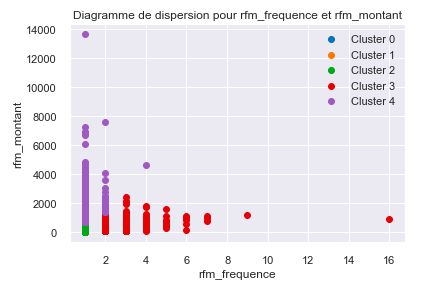 Diagramme de dispersion pour rfm_frequence et rfm_montant
14000
12000
10000
8000
6000
4000
2000
0
rfm_montant
Cluster 0
Cluster 1
Cluster 2
Cluster 3
Cluster 4
2 4 6 8 10 12 14 16
rfm_frequence